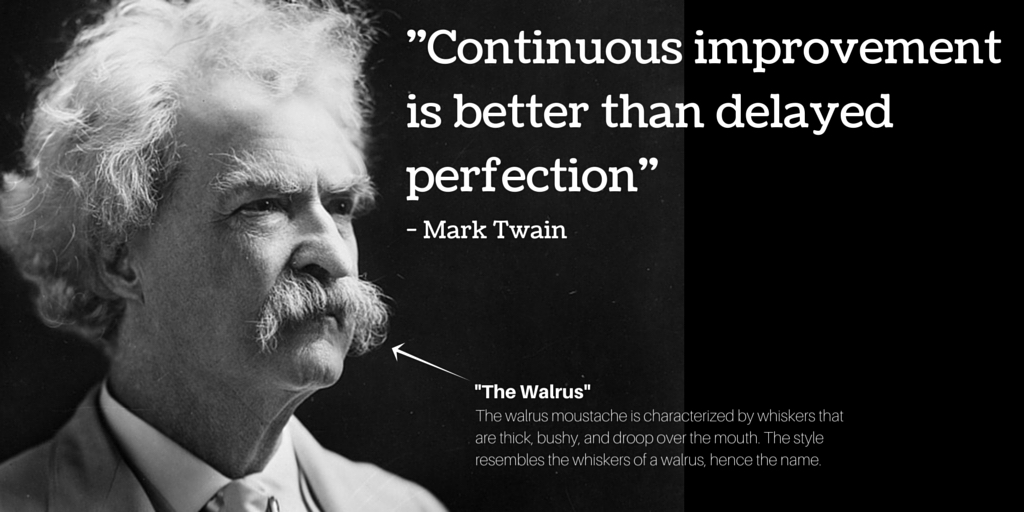 ”Continuous improvement
is better than delayed
perfection”
– Mark Twain
"The Walrus"
The walrus moustache is characterized by whiskers that
are thick, bushy, and droop over the mouth. The style
resembles the whiskers of a walrus, hence the name.